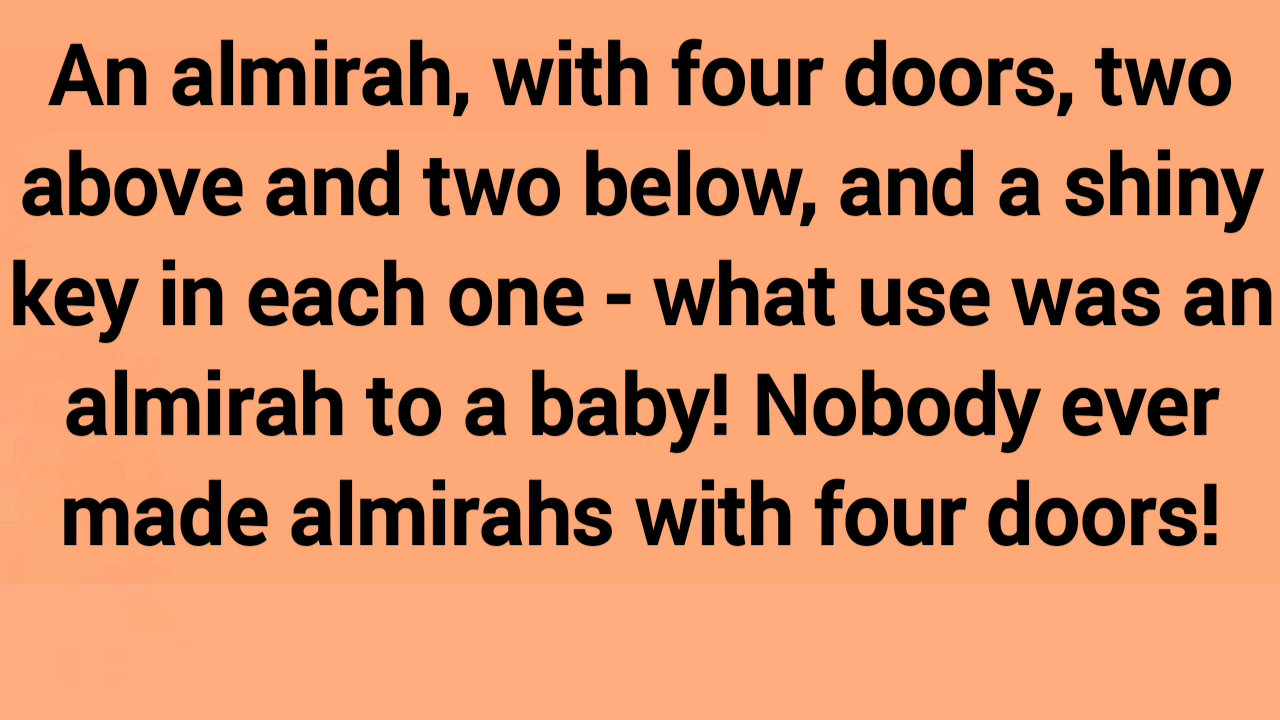 An almirah, with four doors, two
above and two below, and a shiny
key in each one - what use was an
almirah to a baby! Nobody ever
made almirahs with four doors!